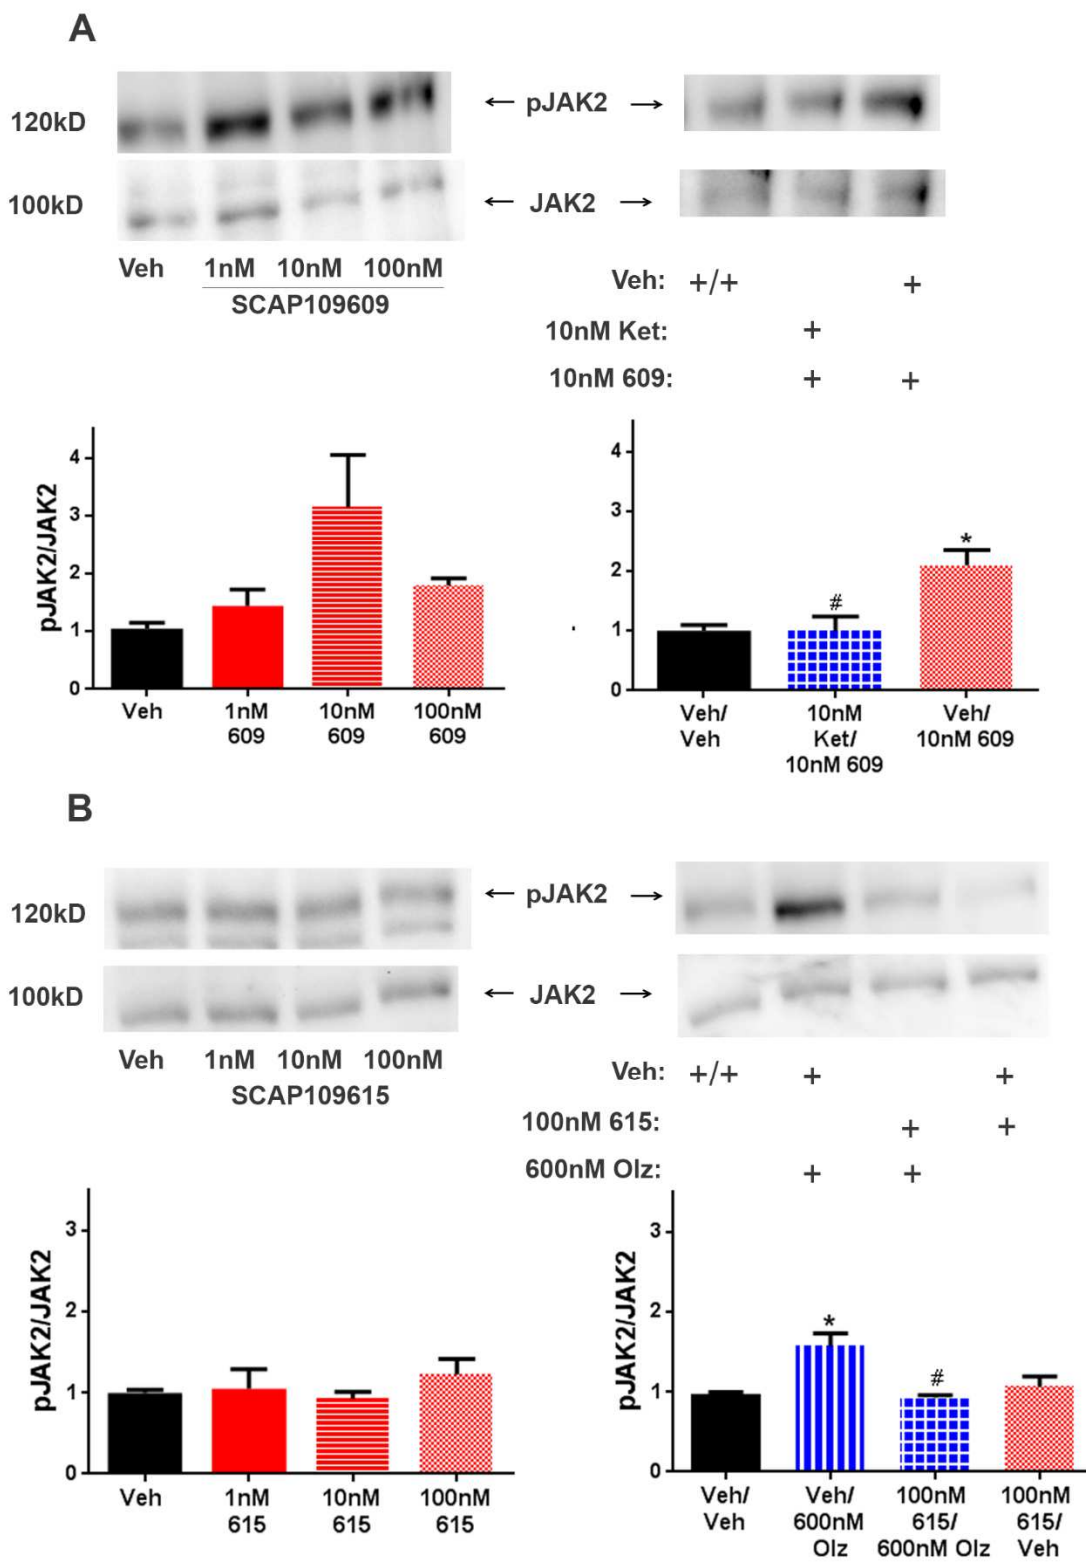 A
120kD
← pJAK2 →
100kD
← JAK2 →
Veh 1nM 10nM 100nM
SCAP109609
Veh: +/+ +
10nM Ket: +
10nM 609: + +
pJAK2/JAK2
4
3
2
1
0
Veh
1nM
609
10nM
609
100nM
609
4
3
2
1
0
#
*
Veh/
Veh
10nM
Ket/
10nM 609
Veh/
10nM 609
B
120kD
← pJAK2 →
100kD
← JAK2 →
Veh 1nM 10nM 100nM
SCAP109615
Veh: +/+ + +
100nM 615: + +
600nM Olz: + +
pJAK2/JAK2
3
2
1
0
Veh
1nM
615
10nM
615
100nM
615
pJAK2/JAK2
3
2
1
0
*
#
Veh/
Veh
Veh/
600nM
Olz
100nM
615/
600nM Olz
100nM
615/
Veh